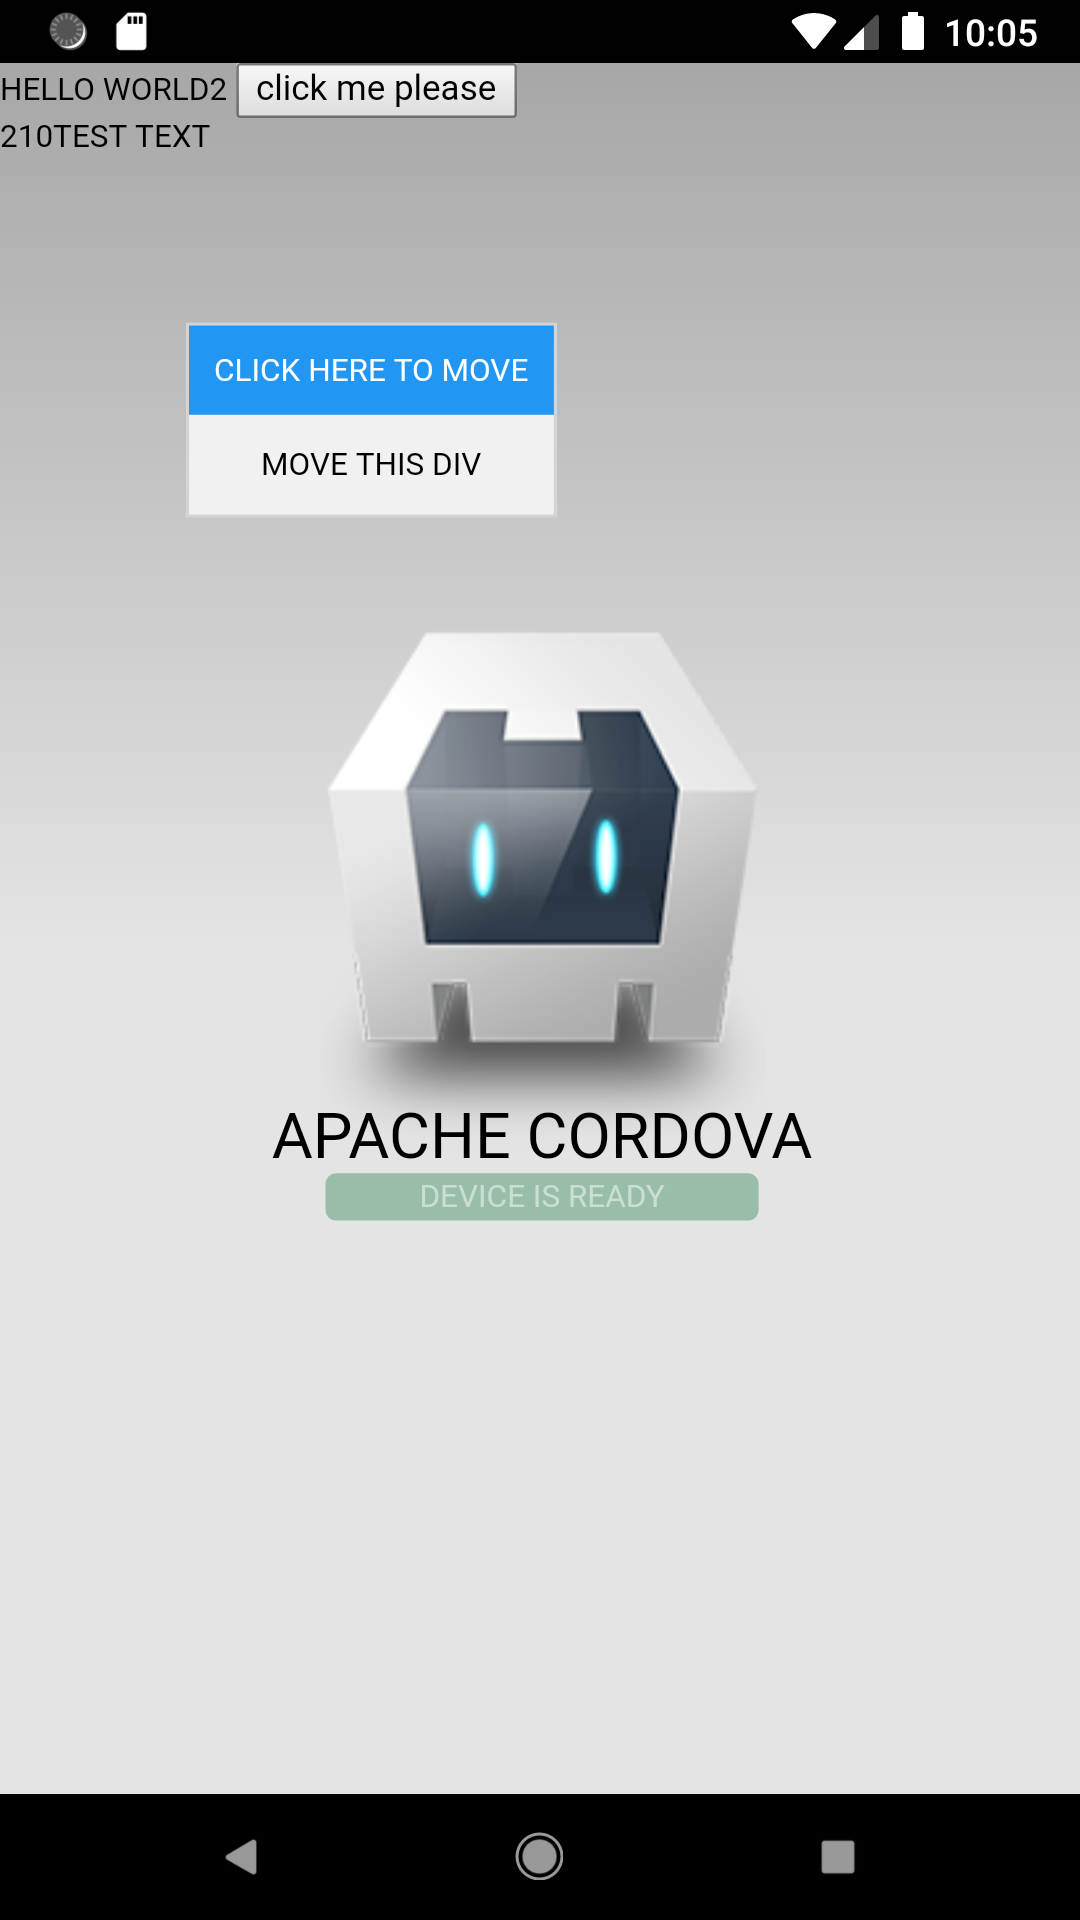 10:05
HELLO WORLD2 click me please
210TEST TEXT
CLICK HERE TO MOVE
MOVE THIS DIV
APACHE CORDOVA
DEVICE IS READY